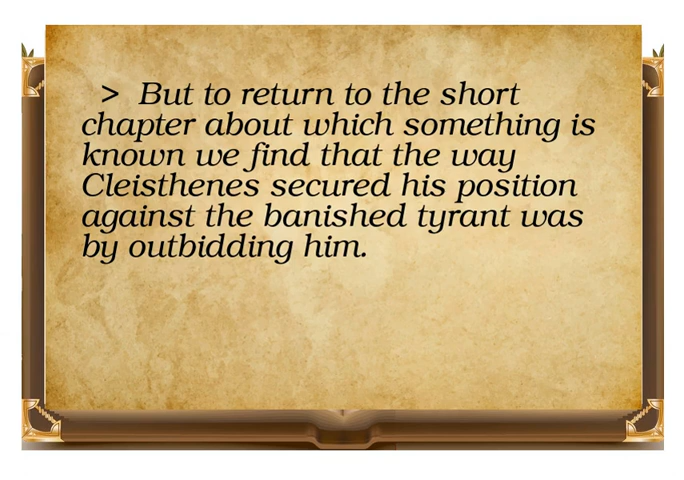 > But to return to the short
chapter about which something is
known we find that the way
Cleisthenes secured his position
against the banished tyrant was
by outbidding him.